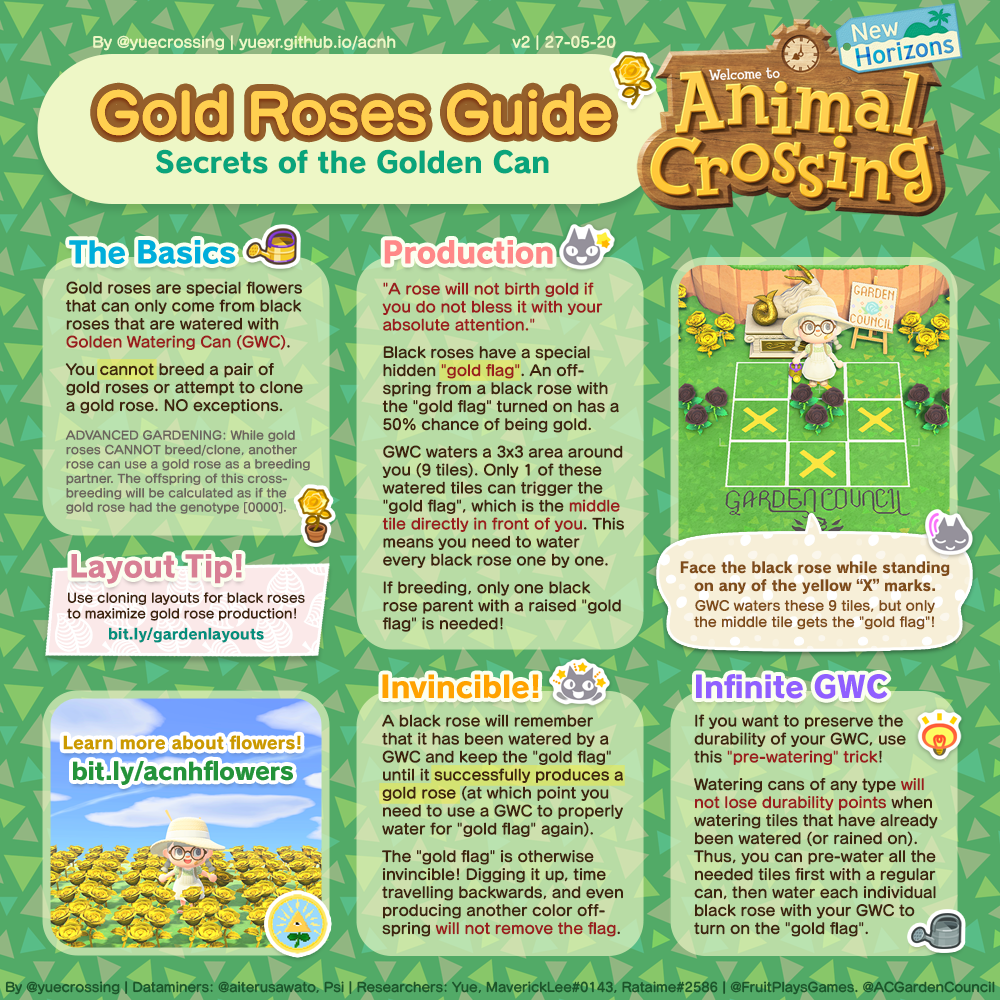 By @yuecrossing | yuexr.github.io/acnh
v2 | 27-05-20
New
Horizons
Welcome to
Animal
Crossing
Gold Roses Guide
Secrets of the Golden Can
The Basics
Gold roses are special flowers
that can only come from black
roses that are watered with
Golden Watering Can (GWC).
You cannot breed a pair of
gold roses or attempt to clone
a gold rose. NO exceptions.
ADVANCED GARDENING: While gold
roses CANNOT breed/clone, another
rose can use a gold rose as a breeding
partner. The offspring of this cross-
breeding will be calculated as if the
gold rose had the genotype [0000].
Layout Tip!
Use cloning layouts for black roses
to maximize gold rose production!
bit.ly/gardenlayouts
Learn more about flowers!
bit.ly/acnhflowers
Production
"A rose will not birth gold if
you do not bless it with your
absolute attention."
Black roses have a special
hidden "gold flag". An off-
spring from a black rose with
the "gold flag" turned on has a
50% chance of being gold.
GWC waters a 3x3 area around
you (9 tiles). Only 1 of these
watered tiles can trigger the
"gold flag", which is the middle
tile directly in front of you. This
means you need to water
every black rose one by one.
If breeding, only one black
rose parent with a raised "gold
flag" is needed!
GARDEN
COUNCIL
X X
X
GARDEN COUNCIL
Face the black rose while standing
on any of the yellow “X” marks.
GWC waters these 9 tiles, but only
the middle tile gets the "gold flag"!
Invincible!
A black rose will remember
that it has been watered by a
GWC and keep the "gold flag"
until it successfully produces a
gold rose (at which point you
need to use a GWC to properly
water for "gold flag" again).
The "gold flag" is otherwise
invincible! Digging it up, time
travelling backwards, and even
producing another color off-
spring will not remove the flag.
Infinite GWC
If you want to preserve the
durability of your GWC, use
this "pre-watering" trick!
Watering cans of any type will
not lose durability points when
watering tiles that have already
been watered (or rained on).
Thus, you can pre-water all the
needed tiles first with a regular
can, then water each individual
black rose with your GWC to
turn on the "gold flag".
By @yuecrossing | Dataminers: @aiterusawato, Psi | Researchers: Yue, MaverickLee#0143, Rataime#2586 | @FruitPlaysGames. @ACGardenCouncil